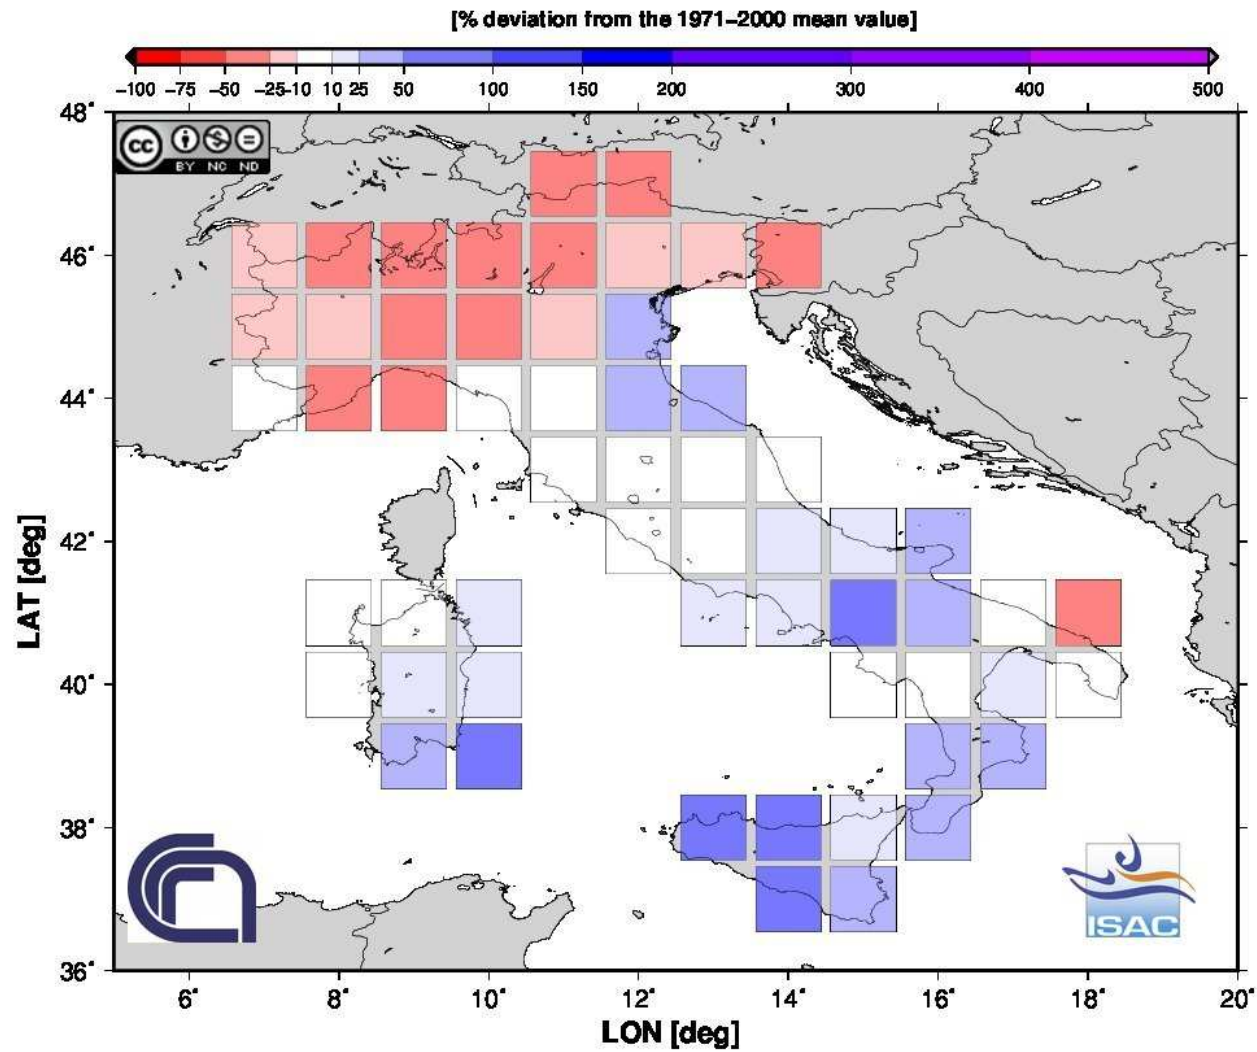 [% deviation from the 1971–2000 mean value]
−100 −75 −50 −25 −10 10 25 50 100 150 200 300 400 500
48°
cc
BY NC ND
46°
44°
42°
LAT [deg]
40°
38°
ISAC
36°
6° 8° 10° 12° 14° 16° 18° 20°
LON [deg]